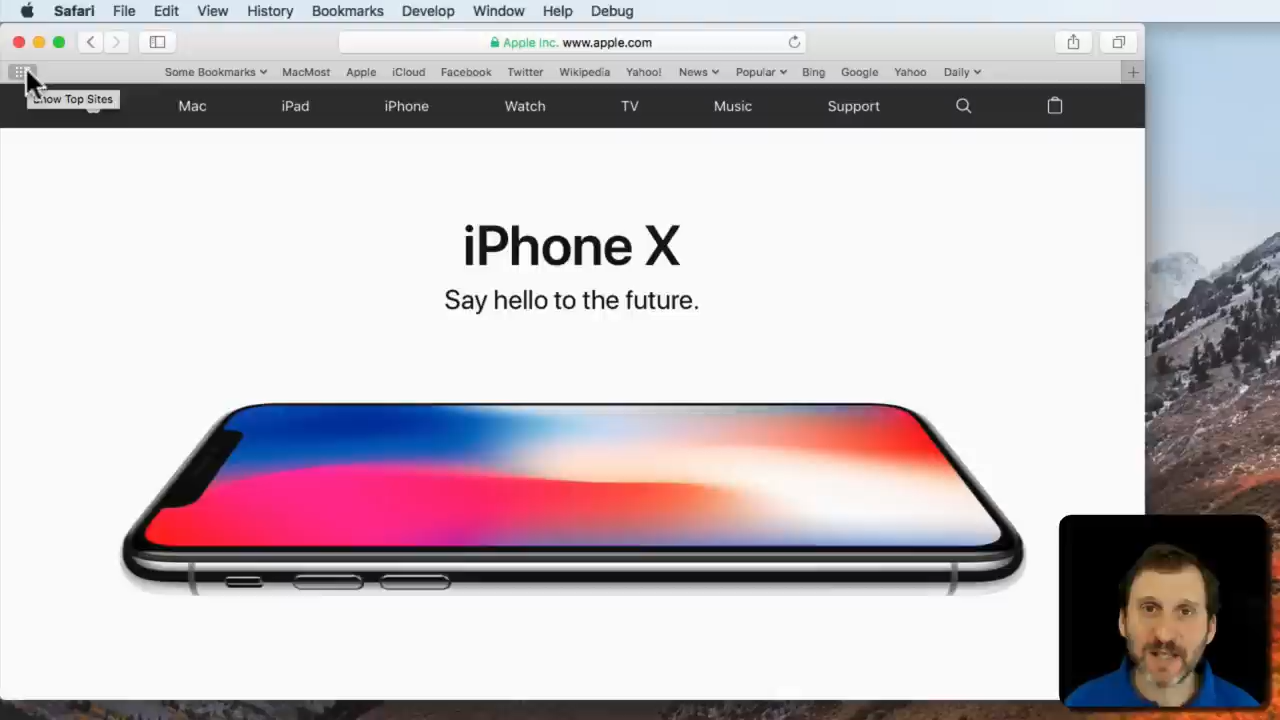 Safari File Edit View History Bookmarks Develop Window Help Debug
Apple Inc. www.apple.com
Some Bookmarks MacMost Apple iCloud Facebook Twitter Wikipedia Yahoo! News Popular Bing Google Yahoo Daily
Show Top Sites
Mac iPad iPhone Watch TV Music Support
iPhone X
Say hello to the future.